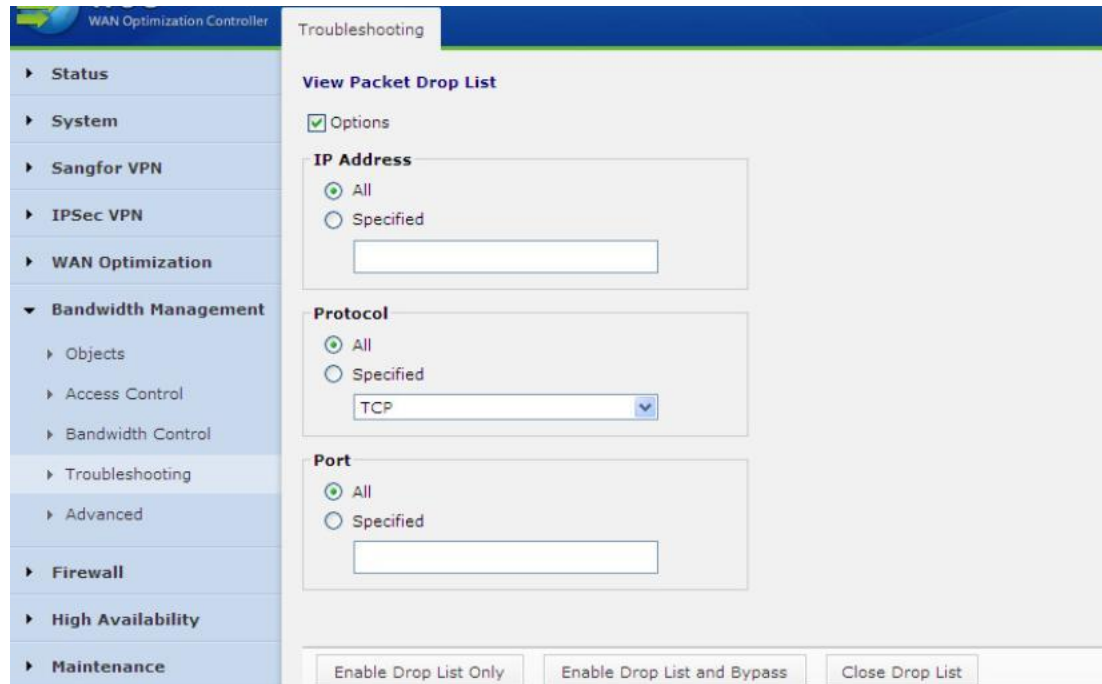 WAN Optimization Controller
Troubleshooting
Status
System
Sangfor VPN
IPSec VPN
WAN Optimization
Bandwidth Management
Objects
Access Control
Bandwidth Control
Troubleshooting
Advanced
Firewall
High Availability
Maintenance
View Packet Drop List
Options
IP Address
All
Specified
Protocol
All
Specified
TCP
Port
All
Specified
Enable Drop List Only
Enable Drop List and Bypass
Close Drop List